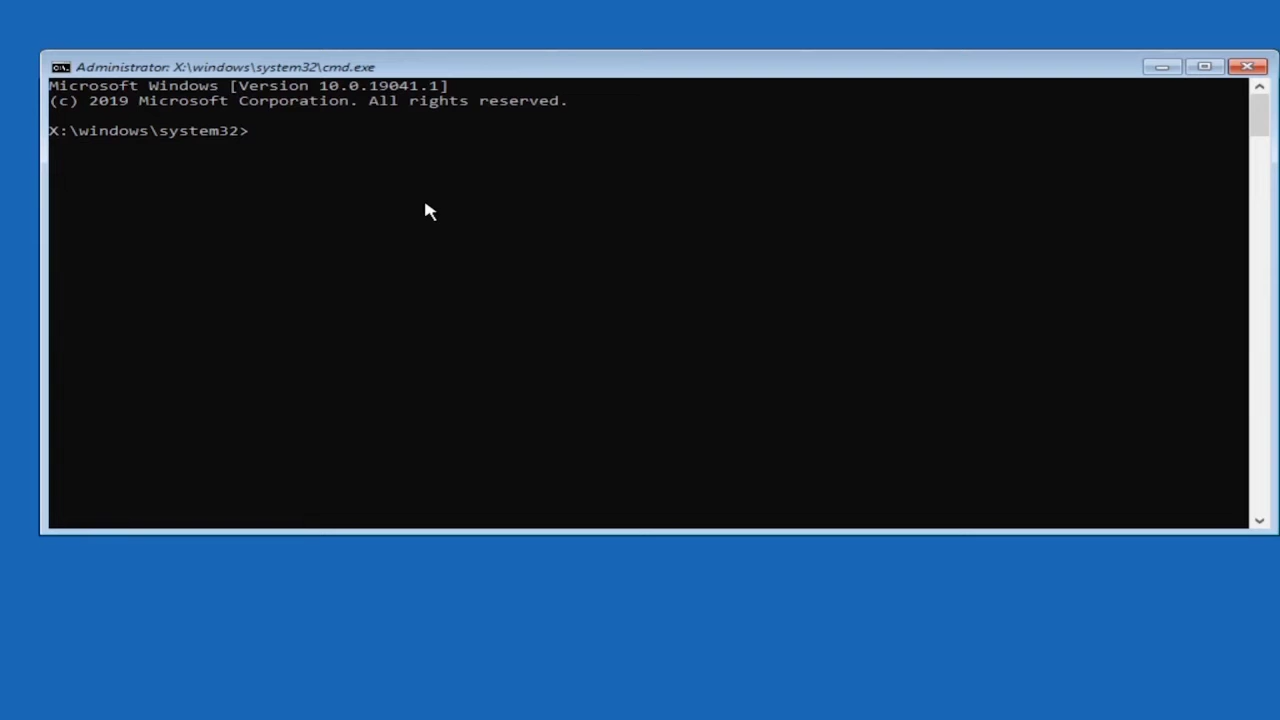 Administrator: X:\windows\system32\cmd.exe
Microsoft Windows [Version 10.0.19041.1]
(c) 2019 Microsoft Corporation. All rights reserved.
X:\windows\system32>